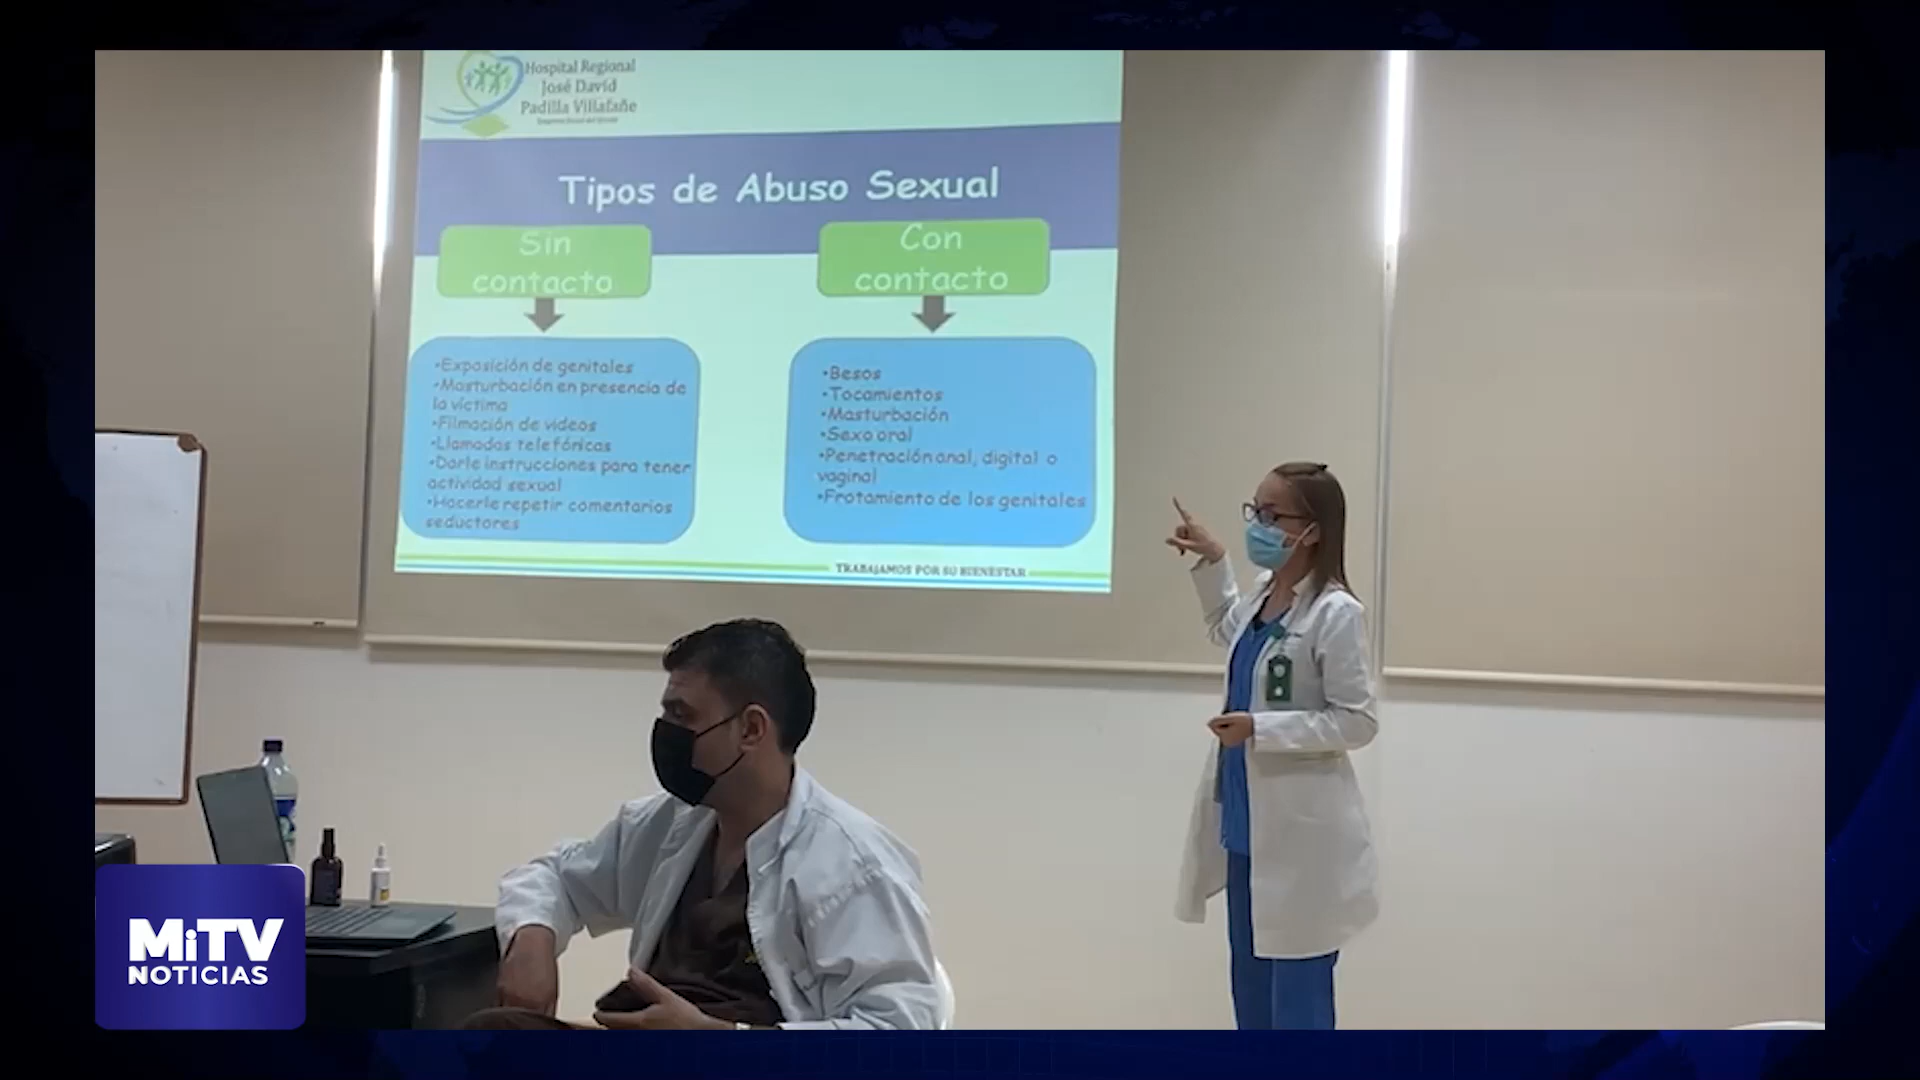 Hospital Regional
José David
Padilla Villafañe
Tipos de Abuso Sexual
Sin
contacto
•Exposición de genitales
•Masturbación en presencia de
la víctima
•Filmación de videos
•Llamadas telefónicas
•Darle instrucciones para tener
actividad sexual
•Hacerle repetir comentarios
seductores
Con
contacto
•Besos
•Tocamientos
•Masturbación
•Sexo oral
•Penetración anal, digital o
vaginal
•Frotamiento de los genitales
TRABAJAMOS POR SU BIENESTAR
MiTV
NOTICIAS